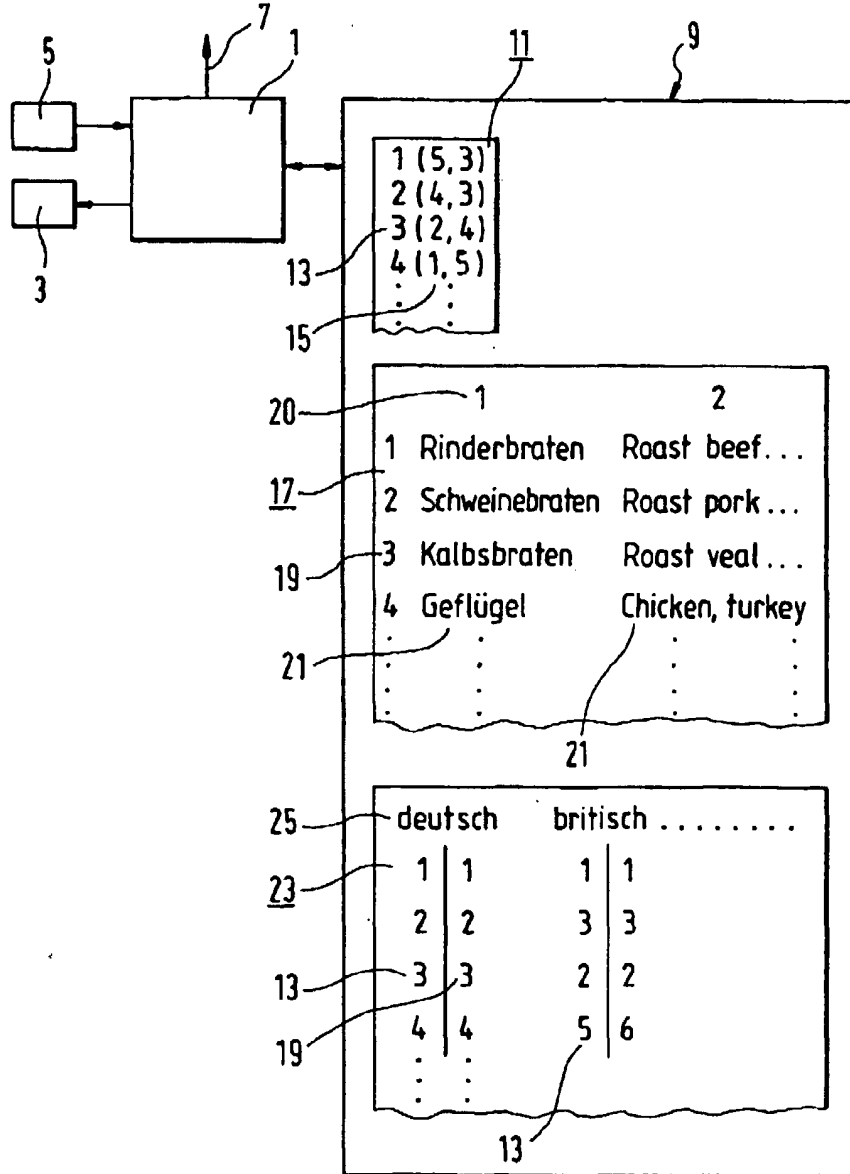 7
1
11
9
5
3
1 (5,3)
2 (4,3)
13
3 (2,4)
4 (1,5)
15
20
1
2
1 Rinderbraten Roast beef...
17
2 Schweinebraten Roast pork...
19
3 Kalbsbraten Roast veal...
4 Geflügel Chicken, turkey
21
21
25
deutsch britisch ........
23
1 1 1 1
2 2 3 3
13
3 3 2 2
19
4 4 5 6
13